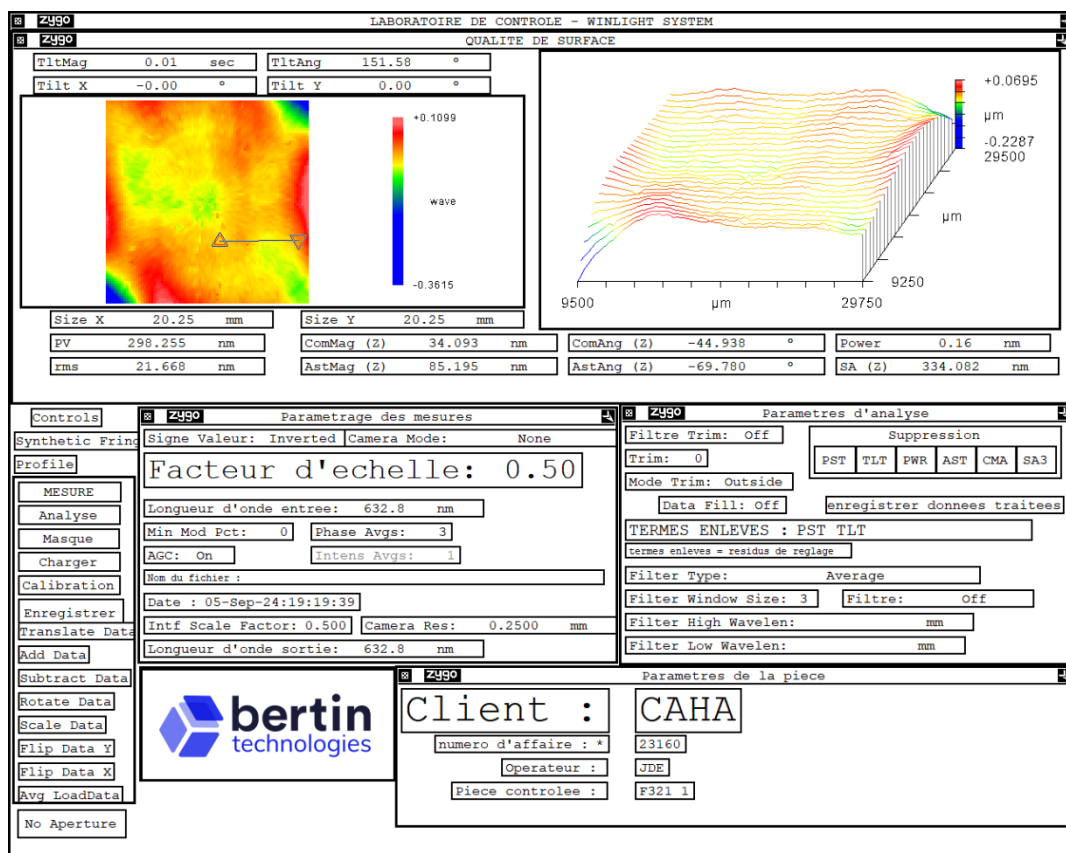 zygo LABORATOIRE DE CONTROLE - WINLIGHT SYSTEM
zygo QUALITE DE SURFACE
TltMag 0.01 sec TltAng 151.58 º
Tilt X -0.00 º Tilt Y 0.00 º
+0.1099
wave
-0.3615
+0.0695
µm
-0.2287
29500
µm
9250
9500 µm 29750
Size X 20.25 mm Size Y 20.25 mm
PV 298.255 nm ComMag (Z) 34.093 nm ComAng (Z) -44.938 º Power 0.16 nm
rms 21.668 nm AstMag (Z) 85.195 nm AstAng (Z) -69.780 º SA (Z) 334.082 nm
Controls
Synthetic Fring
Profile
MESURE
Analyse
Masque
Charger
Calibration
Enregistrer
Translate Data
Add Data
Subtract Data
Rotate Data
Scale Data
Flip Data Y
Flip Data X
Avg LoadData
No Aperture
zygo Parametrage des mesures
Signe Valeur: Inverted Camera Mode: None
Facteur d'echelle: 0.50
Longueur d'onde entree: 632.8 nm
Min Mod Pct: 0 Phase Avgs: 3
AGC: On Intens Avgs: 1
Nom du fichier :
Date : 05-Sep-24:19:19:39
Intf Scale Factor: 0.500 Camera Res: 0.2500 mm
Longueur d'onde sortie: 632.8 nm
zygo Parametres d'analyse
Filtre Trim: Off Suppression
Trim: 0 PST TLT PWR AST CMA SA3
Mode Trim: Outside
Data Fill: Off enregistrer donnees traitees
TERMES ENLEVES : PST TLT
termes enleves = residus de reglage
Filter Type: Average
Filter Window Size: 3 Filtre: Off
Filter High Wavelen: mm
Filter Low Wavelen: mm
bertin
technologies
zygo Parametres de la piece
Client : CAHA
numero d'affaire : * 23160
Operateur : JDE
Piece controlee : F321 1